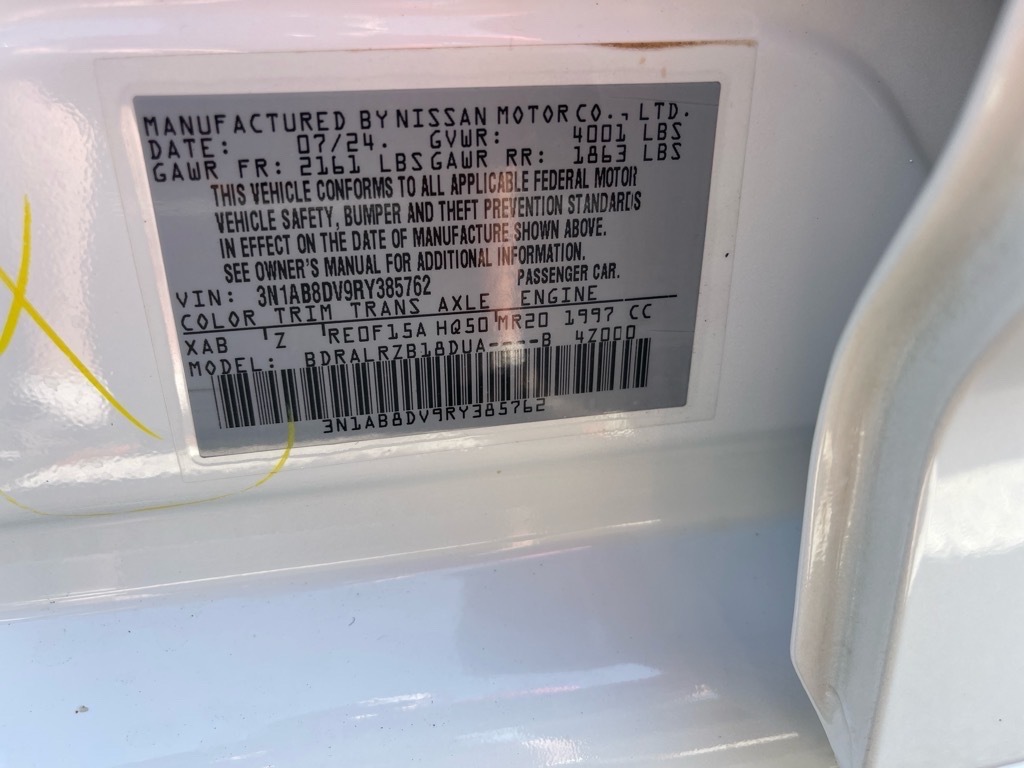 MANUFACTURED BY NISSAN MOTOR CO., LTD.
DATE: 07/24. GVWR: 4001 LBS
GAWR FR: 2161 LBS GAWR RR: 1863 LBS
THIS VEHICLE CONFORMS TO ALL APPLICABLE FEDERAL MOTOR
VEHICLE SAFETY, BUMPER AND THEFT PREVENTION STANDARDS
IN EFFECT ON THE DATE OF MANUFACTURE SHOWN ABOVE.
SEE OWNER'S MANUAL FOR ADDITIONAL INFORMATION.
VIN: 3N1AB8DV9RY385762 PASSENGER CAR.
COLOR TRIM TRANS AXLE ENGINE
XAB Z RE0F15A HQ50 MR20 1997 CC
MODEL: BDRALRZB18DUA---B 4Z000
3N1AB8DV9RY385762